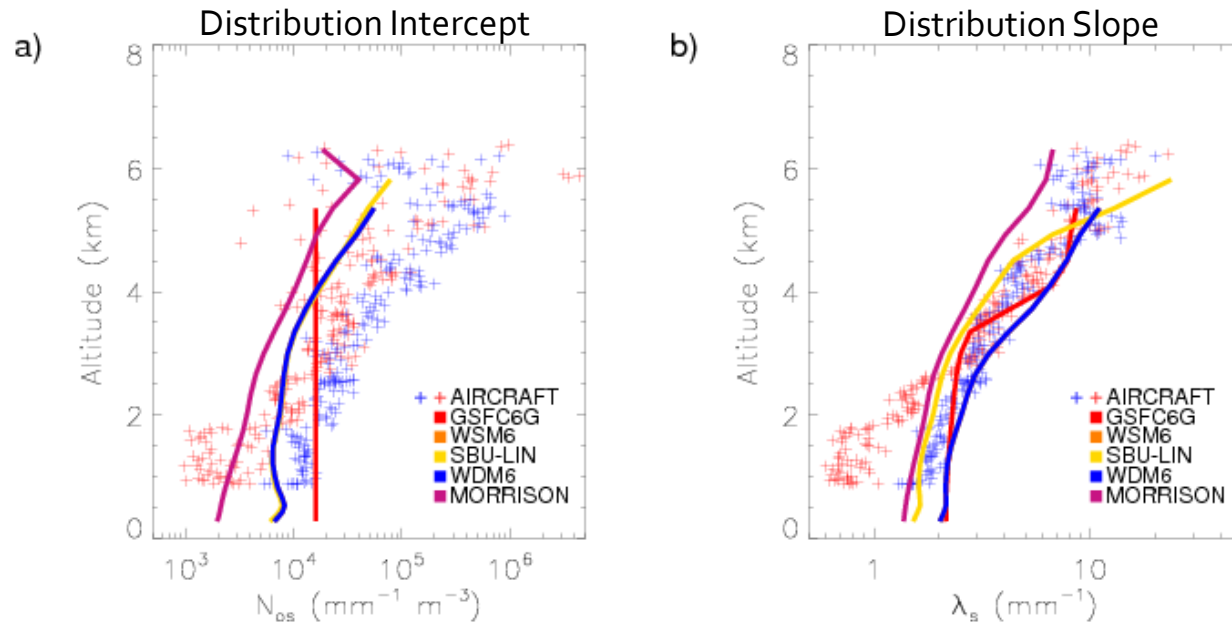 Distribution Intercept
a)
8
6
4
2
0
Altitude (km)
+ + AIRCRAFT
GSFC6G
WSM6
SBU-LIN
WDM6
MORRISON
10³ 10⁴ 10⁵ 10⁶
N₀ₛ (mm⁻¹ m⁻³)
Distribution Slope
b)
8
6
4
2
0
Altitude (km)
+ + AIRCRAFT
GSFC6G
WSM6
SBU-LIN
WDM6
MORRISON
1 10
λₛ (mm⁻¹)